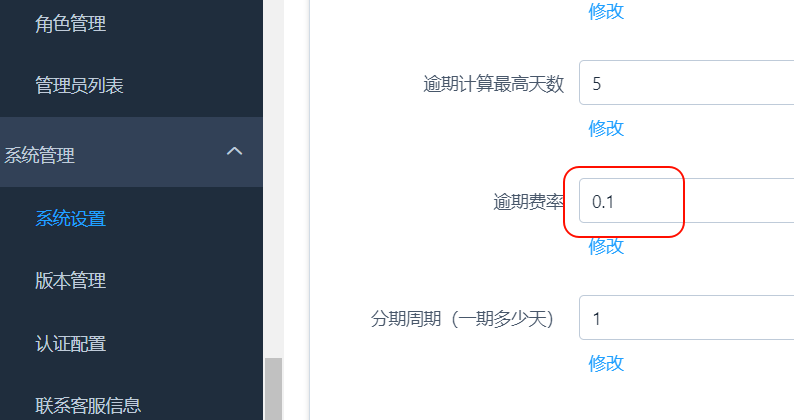 角色管理
管理员列表
系统管理
系统设置
版本管理
认证配置
联系客服信息
修改
逾期计算最高天数
5
修改
逾期费率
0.1
修改
分期周期（一期多少天）
1
修改